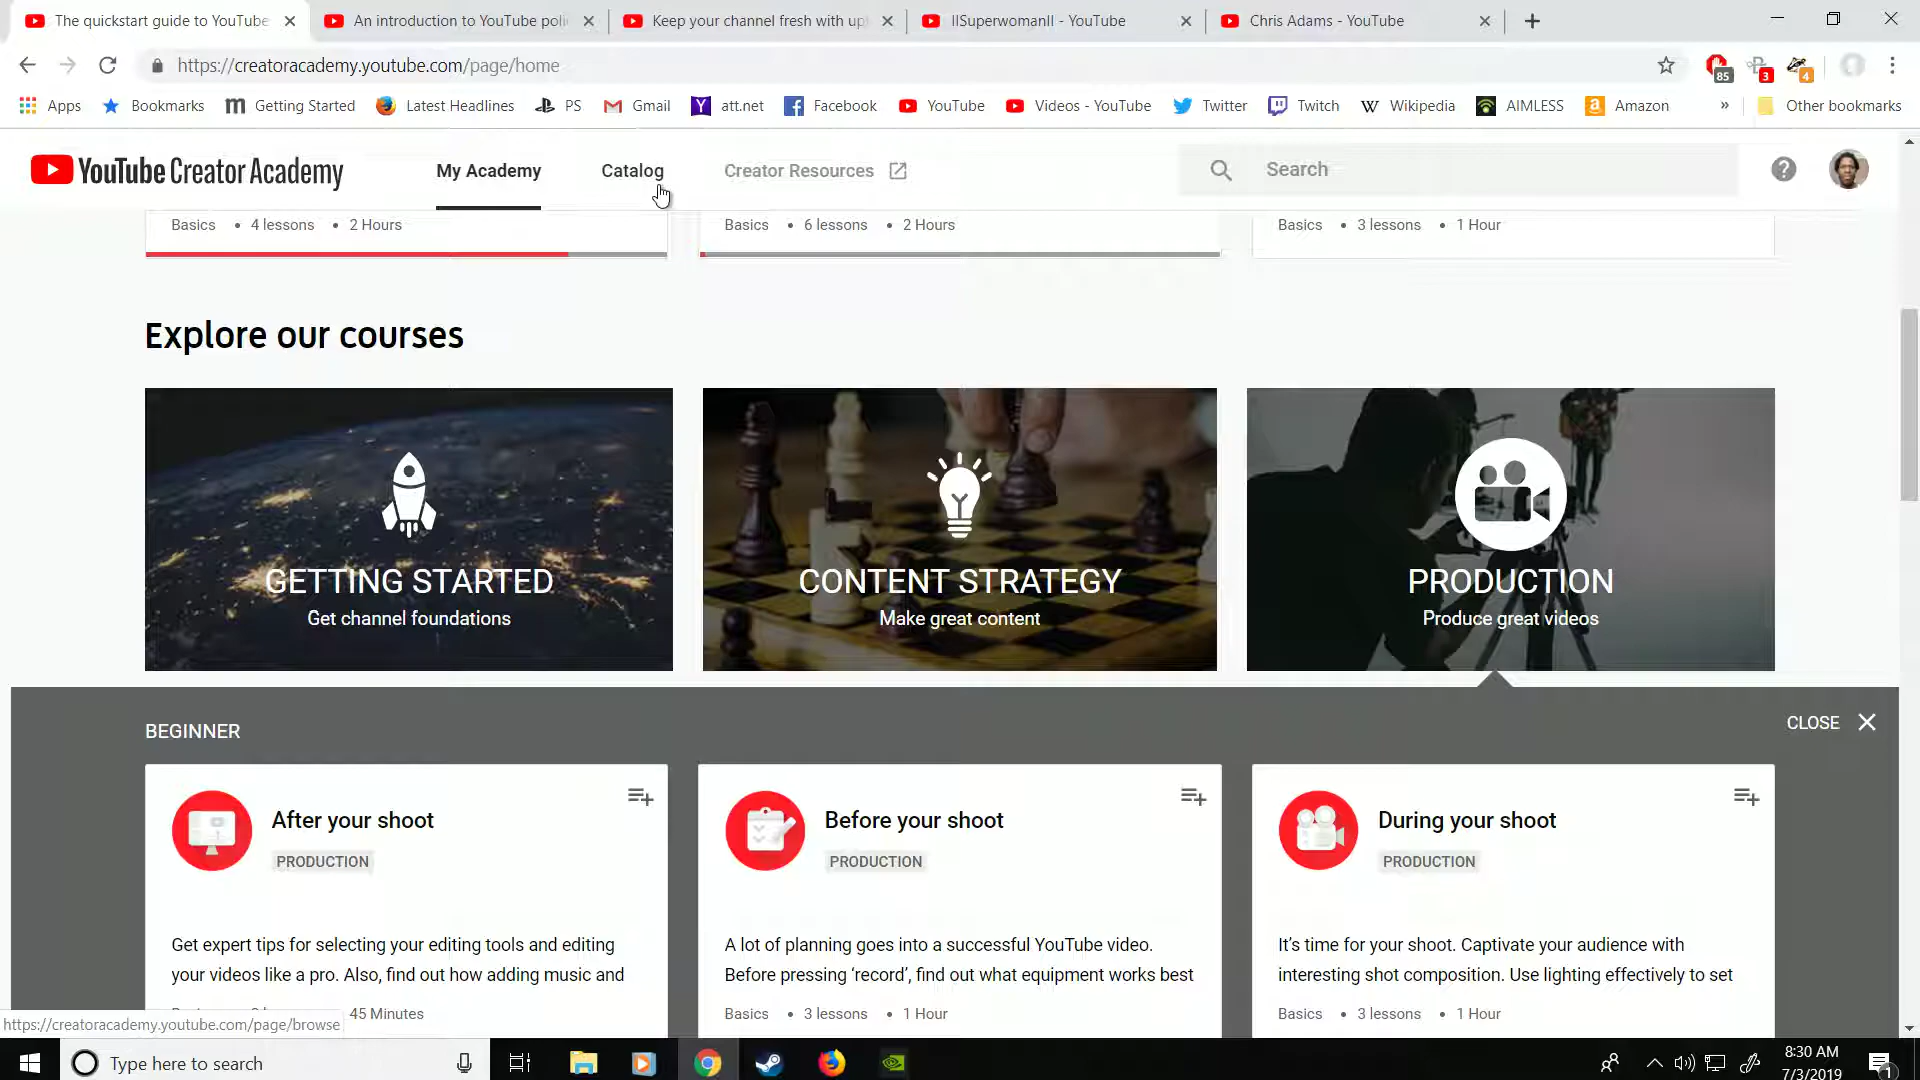 The quickstart guide to YouTube
An introduction to YouTube poli
Keep your channel fresh with up
IISuperwomanII - YouTube
Chris Adams - YouTube
https://creatoracademy.youtube.com/page/home
85
3
4
Apps
Bookmarks
Getting Started
Latest Headlines
PS
Gmail
att.net
Facebook
YouTube
Videos - YouTube
Twitter
Twitch
Wikipedia
AIMLESS
Amazon
»
Other bookmarks
YouTube Creator Academy
My Academy
Catalog
Creator Resources
Search
Basics • 4 lessons • 2 Hours
Basics • 6 lessons • 2 Hours
Basics • 3 lessons • 1 Hour
Explore our courses
GETTING STARTED
Get channel foundations
CONTENT STRATEGY
Make great content
PRODUCTION
Produce great videos
BEGINNER
CLOSE
After your shoot
PRODUCTION
Get expert tips for selecting your editing tools and editing
your videos like a pro. Also, find out how adding music and
45 Minutes
Before your shoot
PRODUCTION
A lot of planning goes into a successful YouTube video.
Before pressing ‘record’, find out what equipment works best
Basics • 3 lessons • 1 Hour
During your shoot
PRODUCTION
It’s time for your shoot. Captivate your audience with
interesting shot composition. Use lighting effectively to set
Basics • 3 lessons • 1 Hour
https://creatoracademy.youtube.com/page/browse
Type here to search
8:30 AM
7/3/2019
1